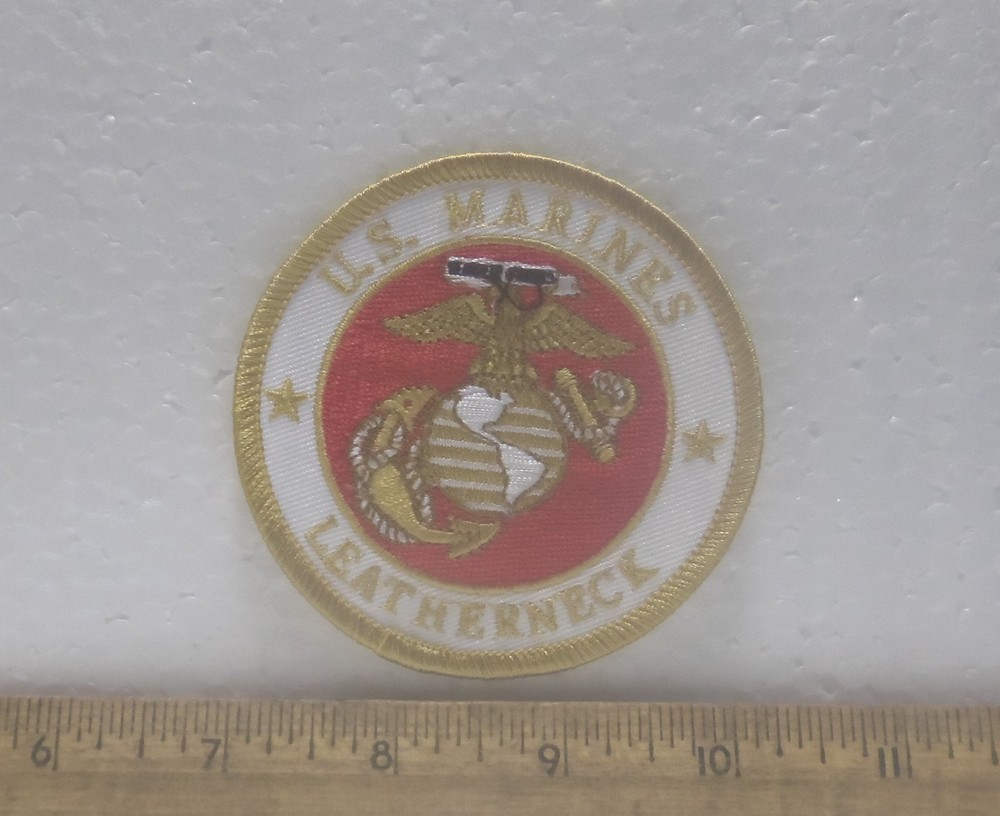 U.S. MARINES
LEATHERNECK
6 7 8 9 10 11